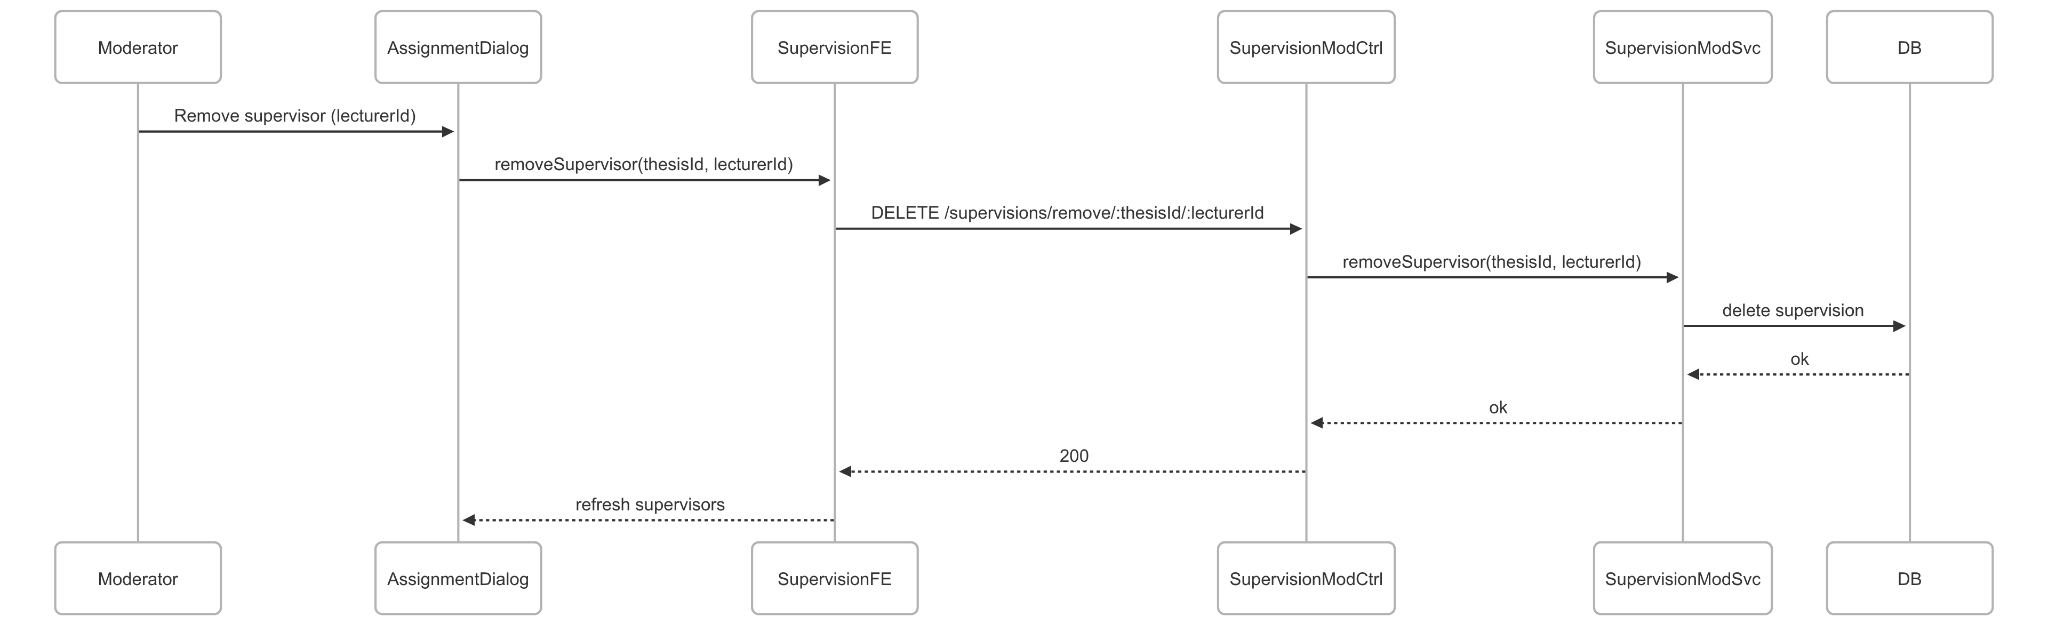 Moderator
AssignmentDialog
SupervisionFE
SupervisionModCtrl
SupervisionModSvc
DB
Remove supervisor (lecturerId)
removeSupervisor(thesisId, lecturerId)
DELETE /supervisions/remove/:thesisId/:lecturerId
removeSupervisor(thesisId, lecturerId)
delete supervision
ok
ok
200
refresh supervisors
Moderator
AssignmentDialog
SupervisionFE
SupervisionModCtrl
SupervisionModSvc
DB